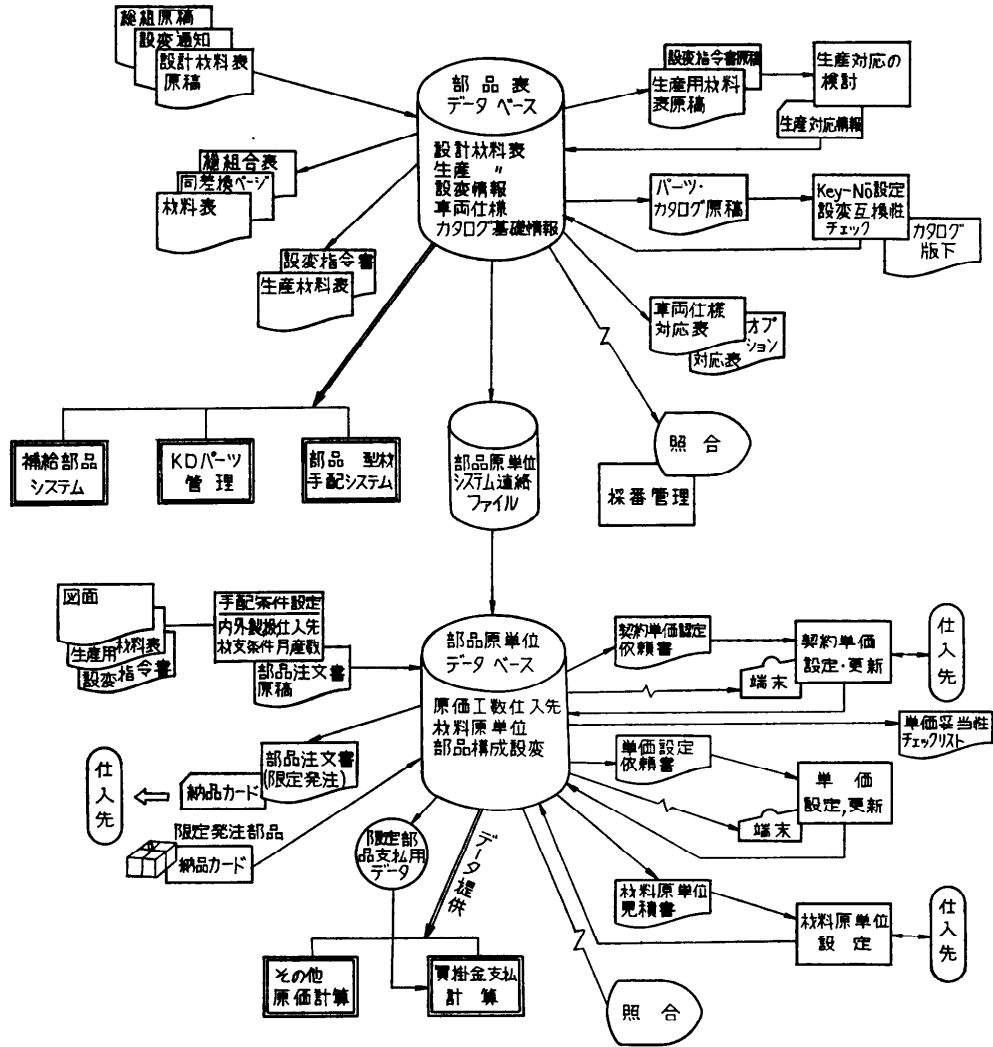 総組原稿
設変通知
設計材料表
原稿
部品表
データベース
設計材料表
生産 〃
設変情報
車両仕様
カタログ基礎情報
設変指令書原稿
生産用材料
表原稿
生産対応の
検討
生産対応情報
総組合表
同差換ページ
材料表
設変指令書
生産材料表
パーツ・
カタログ原稿
Key-No設定
設変互換性
チェック
カタログ
版下
車両仕様
対応表
オプ
ション
対応表
補給部品
システム
KDパーツ
管理
部品 型材
手配システム
部品原単位
システム連絡
ファイル
照合
採番管理
図面
生産用材料表
設変指令書
手配条件設定
内外製振仕入先
材支条件月産数
部品注文書
原稿
部品原単位
データベース
原価工数仕入先
材料原単位
部品構成設変
契約単価認定
依頼書
端末
契約単価
設定・更新
仕入先
単価妥当性
チェックリスト
単価設定
依頼書
端末
単価
設定,更新
仕入先
納品カード
部品注文書
(限定発注)
限定発注部品
納品カード
限定部
品支払用
データ
データ提供
材料原単位
見積書
材料原単位
設定
仕入先
その他
原価計算
買掛金支払
計算
照合